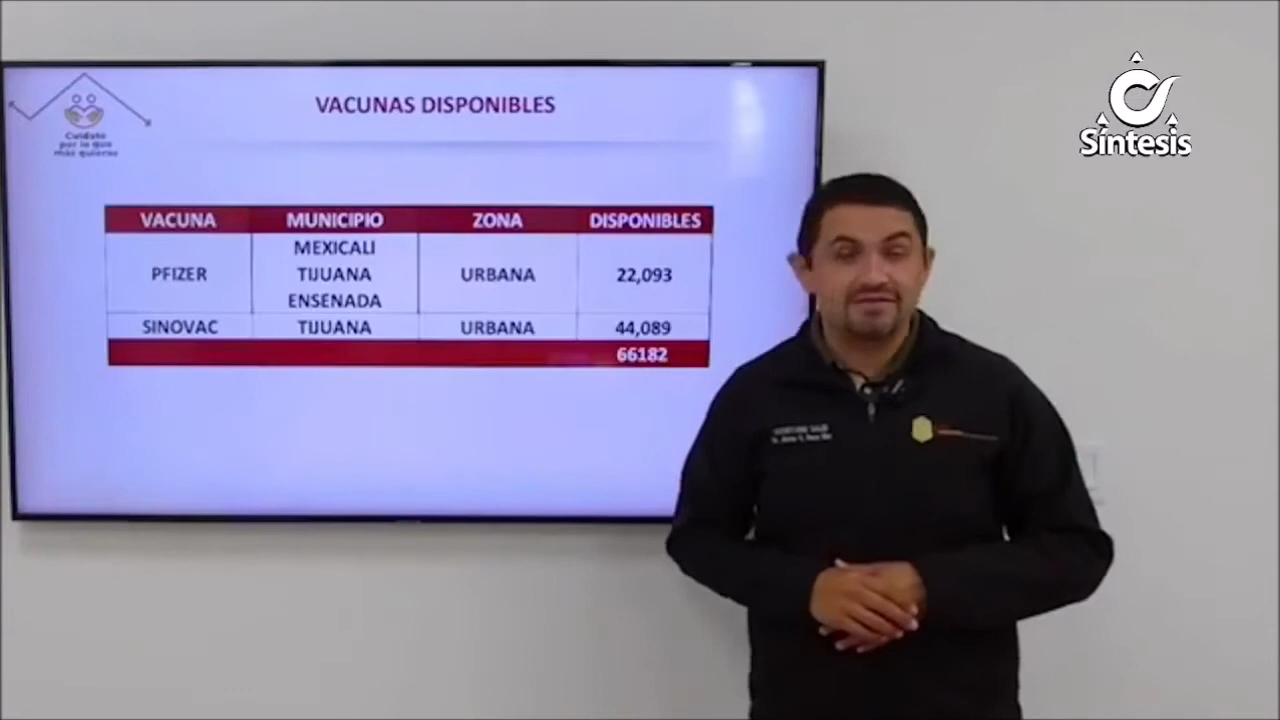 Síntesis
Cuídate
por lo que
más quieras
VACUNAS DISPONIBLES
VACUNA MUNICIPIO ZONA DISPONIBLES
PFIZER MEXICALI TIJUANA ENSENADA URBANA 22,093
SINOVAC TIJUANA URBANA 44,089
66182